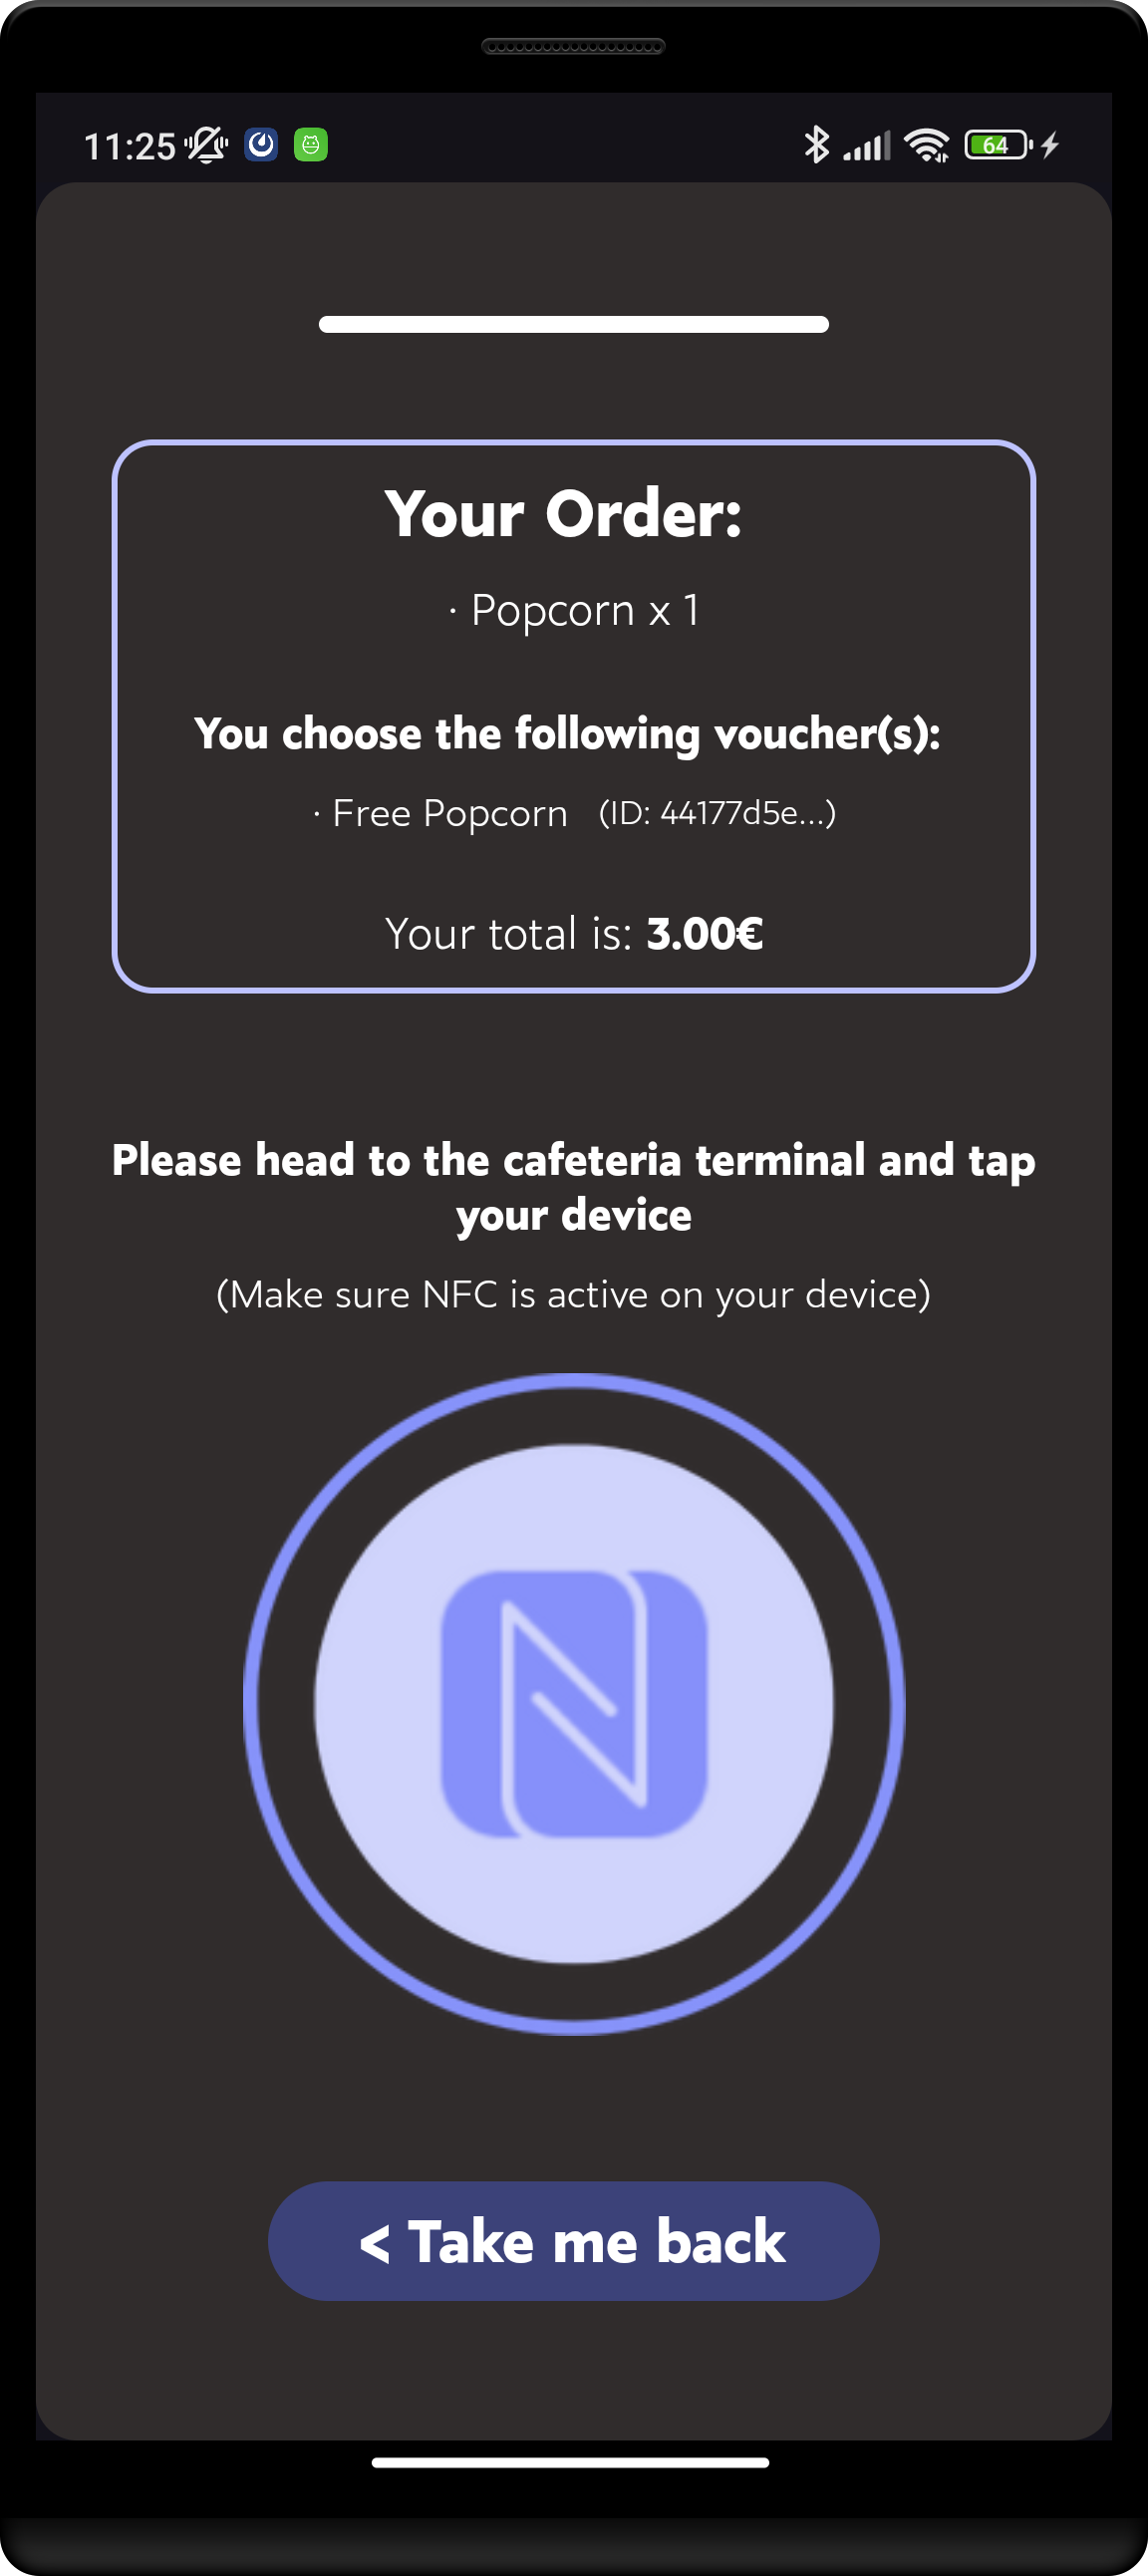 11:25
64
Your Order:
· Popcorn x 1
You choose the following voucher(s):
· Free Popcorn (ID: 44177d5e...)
Your total is: 3.00€
Please head to the cafeteria terminal and tap
your device
(Make sure NFC is active on your device)
< Take me back